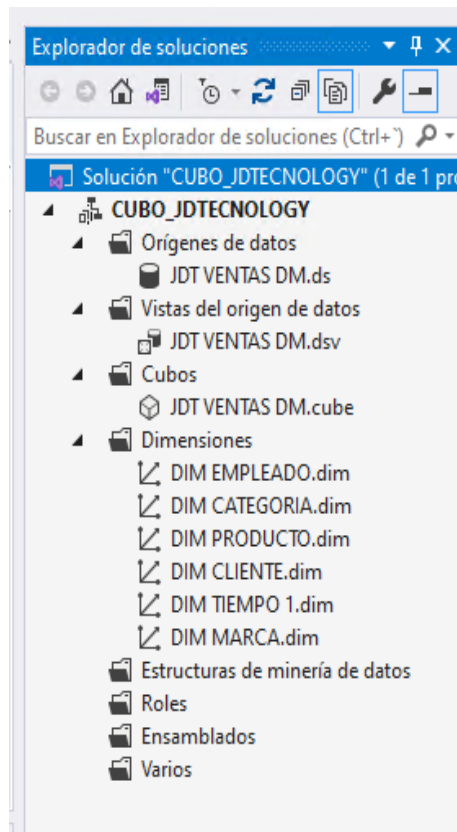 Explorador de soluciones
Buscar en Explorador de soluciones (Ctrl+`)
Solución "CUBO_JDTECNOLOGY" (1 de 1 pro
CUBO_JDTECNOLOGY
Orígenes de datos
JDT VENTAS DM.ds
Vistas del origen de datos
JDT VENTAS DM.dsv
Cubos
JDT VENTAS DM.cube
Dimensiones
DIM EMPLEADO.dim
DIM CATEGORIA.dim
DIM PRODUCTO.dim
DIM CLIENTE.dim
DIM TIEMPO 1.dim
DIM MARCA.dim
Estructuras de minería de datos
Roles
Ensamblados
Varios